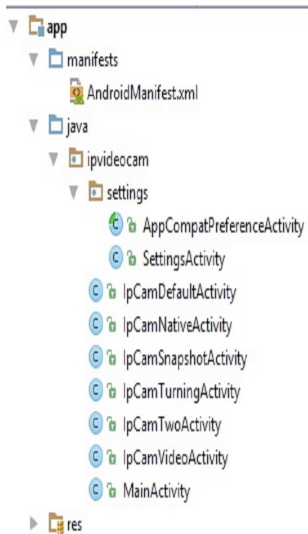 app
manifests
AndroidManifest.xml
java
ipvideocam
settings
AppCompatPreferenceActivity
SettingsActivity
IpCamDefaultActivity
IpCamNativeActivity
IpCamSnapshotActivity
IpCamTurningActivity
IpCamTwoActivity
IpCamVideoActivity
MainActivity
res